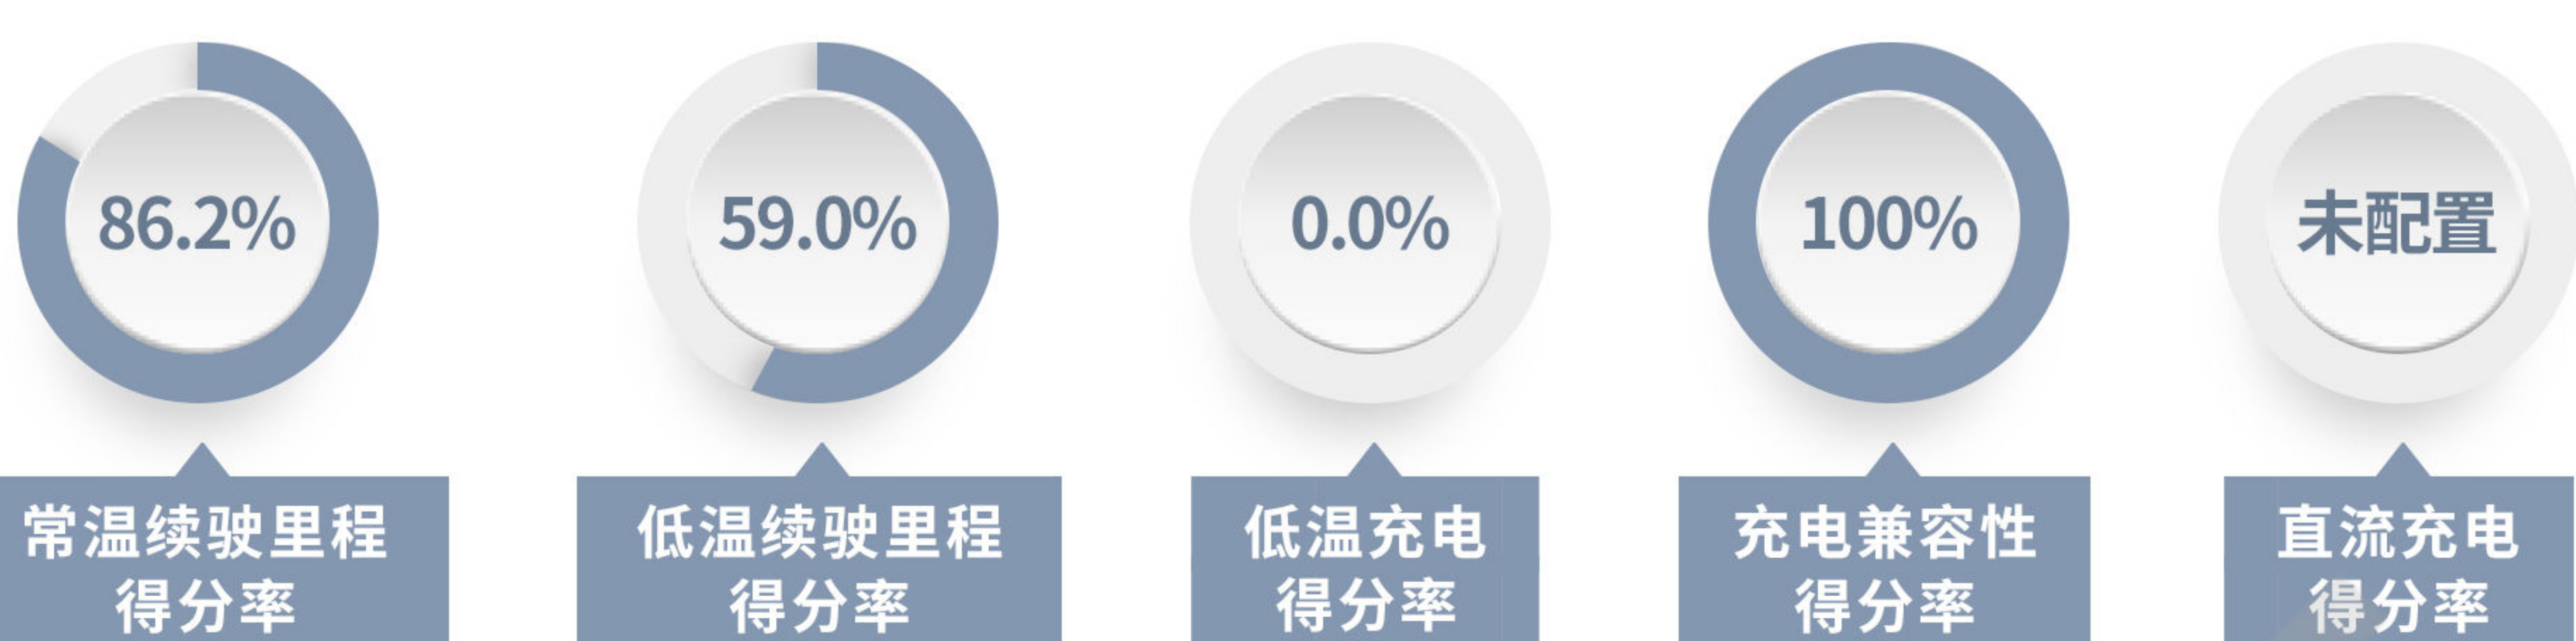 86.2%
59.0%
0.0%
100%
未配置
常温续驶里程
得分率
低温续驶里程
得分率
低温充电
得分率
充电兼容性
得分率
直流充电
得分率